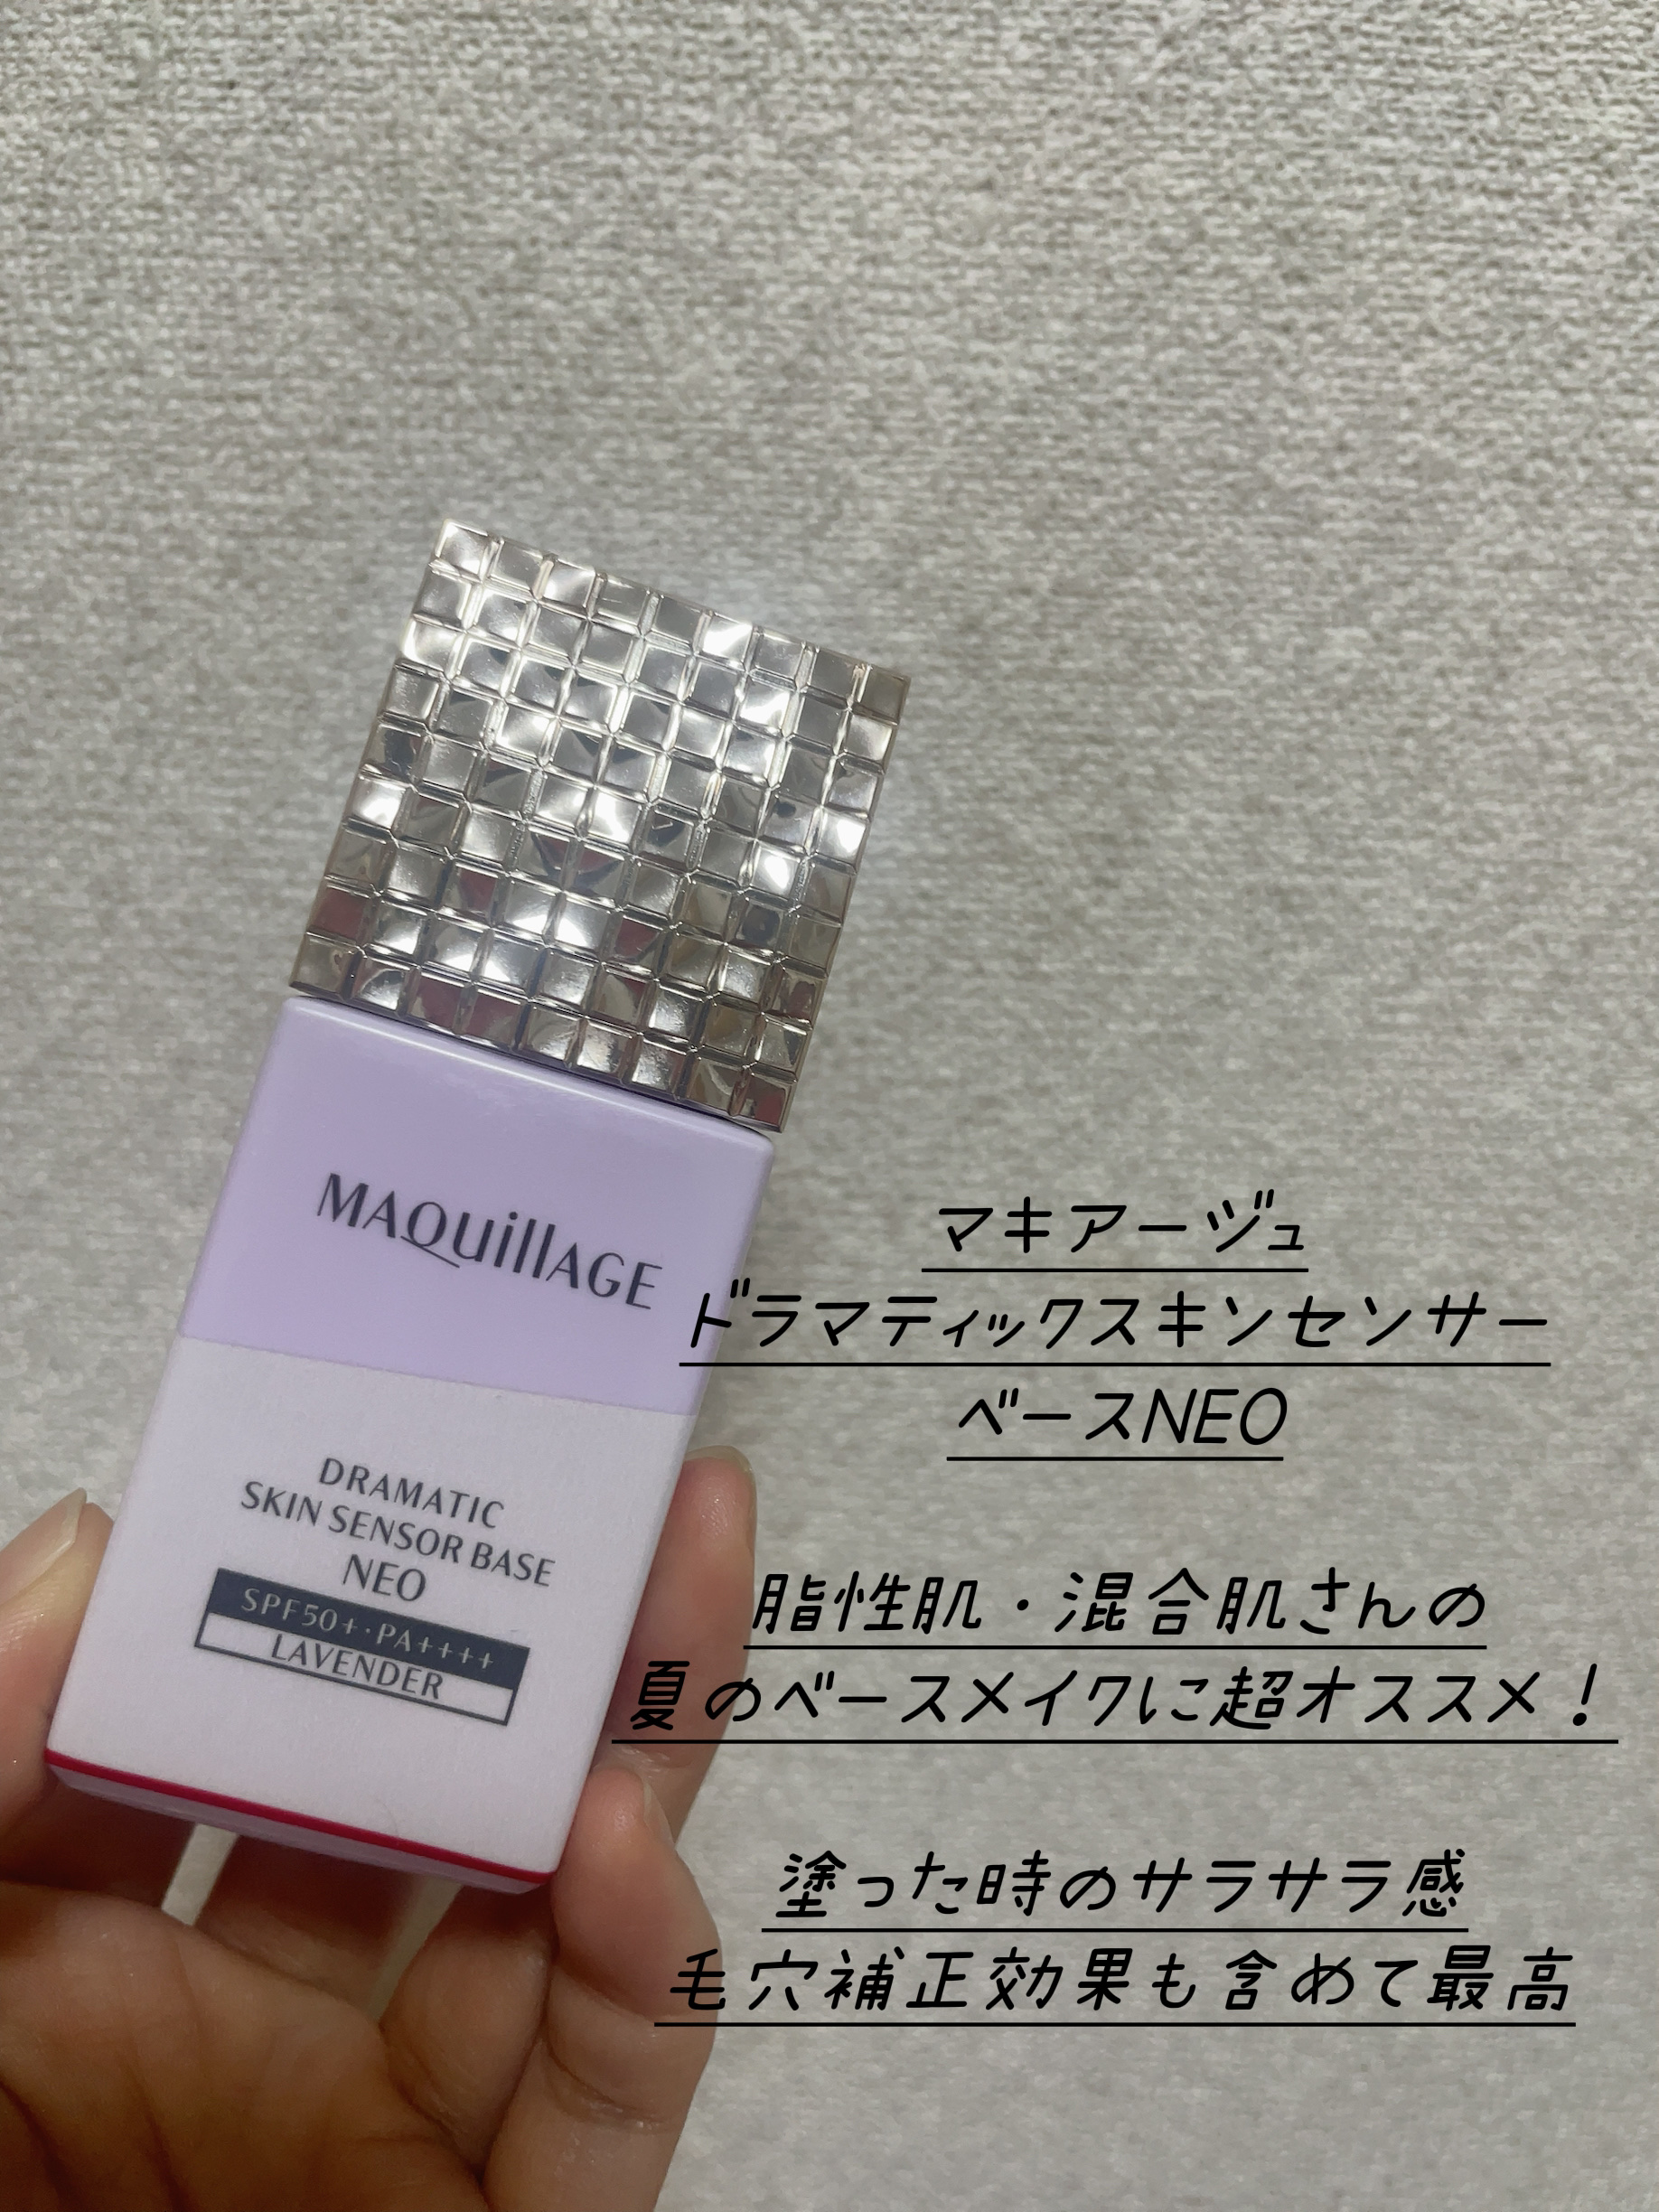 MAQuillAGE
DRAMATIC
SKIN SENSOR BASE
NEO
SPF50+・PA++++
LAVENDER
マキアージュ
ドラマティックスキンセンサー
ベースNEO
脂性肌・混合肌さんの
夏のベースメイクに超オススメ！
塗った時のサラサラ感
毛穴補正効果も含めて最高